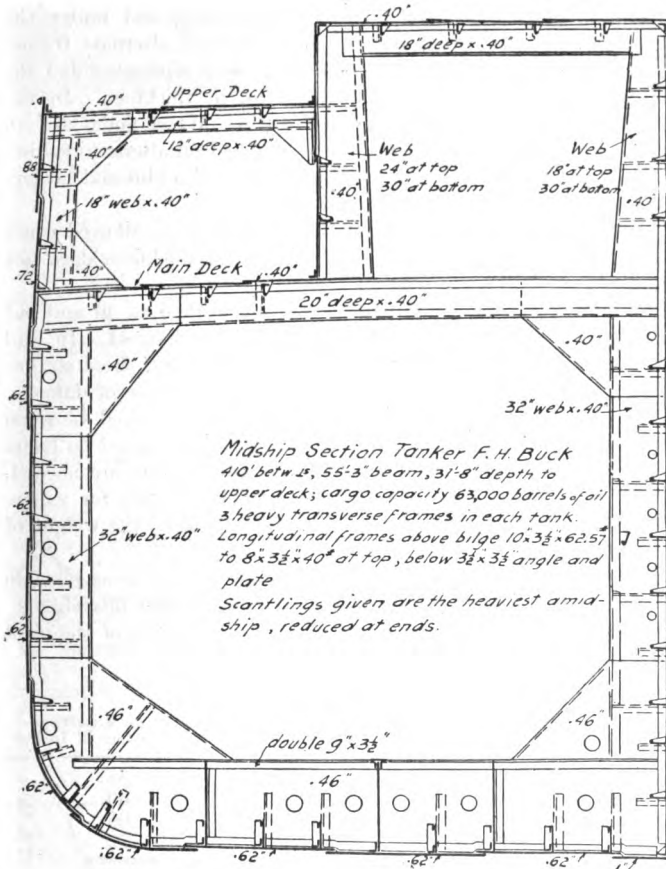 .40"
18" deep x .40"
.40"
Upper Deck
.9
.40"
12" deep x .40"
Web
24" at top
30" at bottom
Web
18" at top
30" at bottom
.88
.40"
.40"
18" web x .40"
.72
.40"
Main Deck
.40"
20" deep x .40"
.40"
.40"
.62"
32" web x .40"
Midship Section Tanker F. H. Buck
410' betw. , 55'-3" beam, 31'-8" depth to
upper deck; cargo capacity 63,000 barrels of oil
3 heavy transverse frames in each tank.
Longitudinal frames above bilge 10" x 3½" x 62.57#
to 8" x 3½" x 40# at top, below 3½" x 3½" angle and
plate
Scantlings given are the heaviest amid-
ship, reduced at ends.
.62
32" web x .40"
.62"
.46"
.46"
double 9" x 3½"
.46"
.62"
.62"
.62"
.62"
.62"